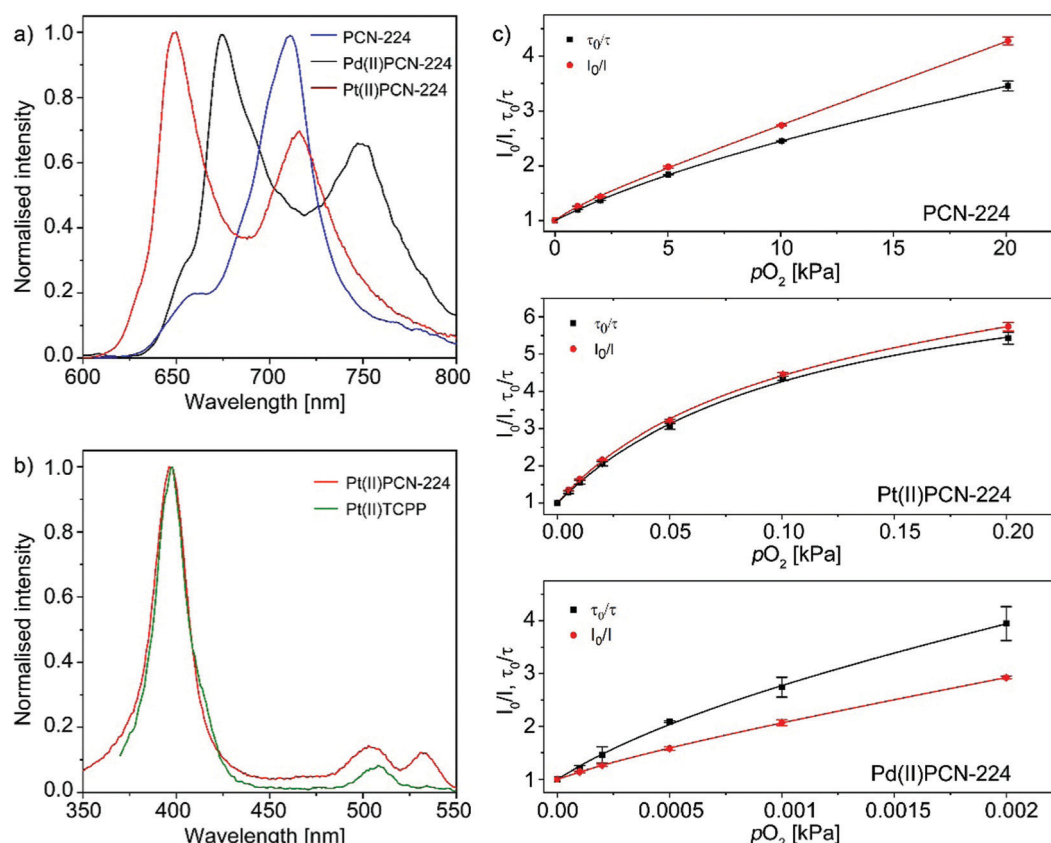 a)
PCN-224
Pd(II)PCN-224
Pt(II)PCN-224
Normalised intensity
1.0
0.8
0.6
0.4
0.2
0.0
600 650 700 750 800
Wavelength [nm]
b)
Pt(II)PCN-224
Pt(II)TCPP
Normalised intensity
1.0
0.8
0.6
0.4
0.2
0.0
350 400 450 500 550
Wavelength [nm]
c)
τ₀/τ
I₀/I
I₀/I, τ₀/τ
4
3
2
1
PCN-224
0 5 10 15 20
pO₂ [kPa]
τ₀/τ
I₀/I
I₀/I, τ₀/τ
6
5
4
3
2
1
Pt(II)PCN-224
0.00 0.05 0.10 0.15 0.20
pO₂ [kPa]
τ₀/τ
I₀/I
I₀/I, τ₀/τ
4
3
2
1
Pd(II)PCN-224
0.000 0.0005 0.001 0.0015 0.002
pO₂ [kPa]